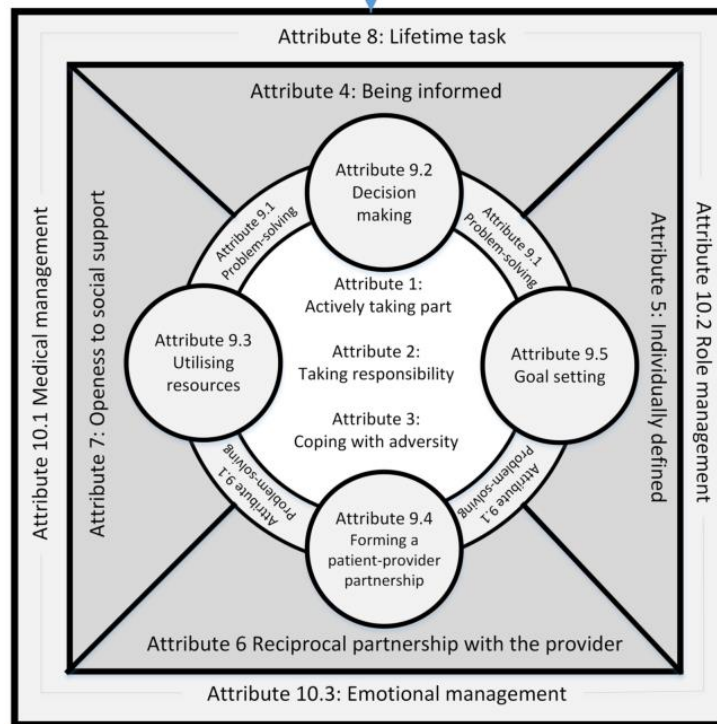 Attribute 8: Lifetime task
Attribute 4: Being informed
Attribute 9.2
Decision
making
Attribute 9.1
Problem-solving
Attribute 9.1
Problem-solving
Attribute 10.1 Medical management
Attribute 7: Openess to social support
Attribute 9.3
Utilising
resources
Attribute 1:
Actively taking part
Attribute 2:
Taking responsibility
Attribute 3:
Coping with adversity
Attribute 9.5
Goal setting
Attribute 5: Individually defined
Attribute 10.2 Role management
Attribute 9.1
Problem-solving
Attribute 9.4
Forming a
patient-provider
partnership
Attribute 9.1
Problem-solving
Attribute 6 Reciprocal partnership with the provider
Attribute 10.3: Emotional management